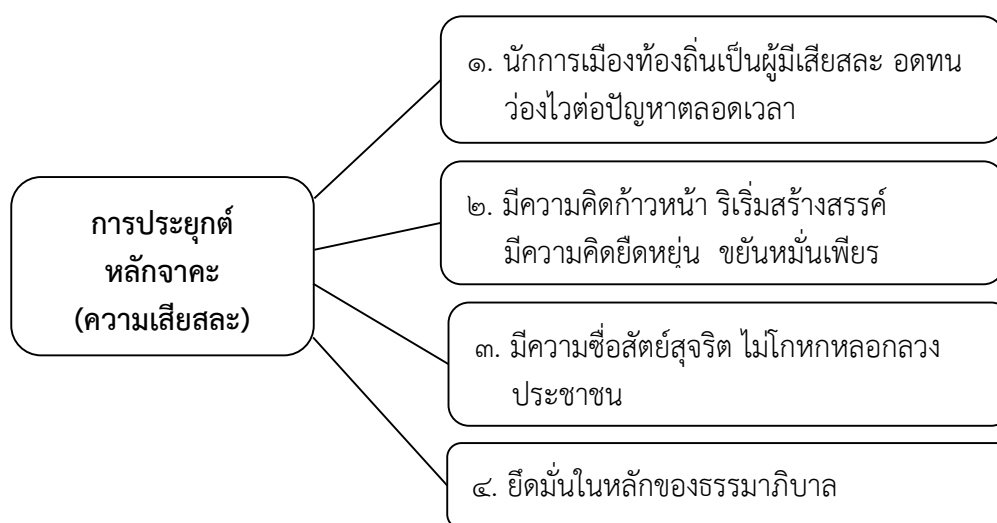 การประยุกต์
หลักจาคะ
(ความเสียสละ)
๑. นักการเมืองท้องถิ่นเป็นผู้มีเสียสละ อดทน
ว่องไวต่อปัญหาตลอดเวลา
๒. มีความคิดก้าวหน้า ริเริ่มสร้างสรรค์
มีความคิดยืดหยุ่น ขยันหมั่นเพียร
๓. มีความซื่อสัตย์สุจริต ไม่โกหกหลอกลวง
ประชาชน
๔. ยึดมั่นในหลักของธรรมาภิบาล